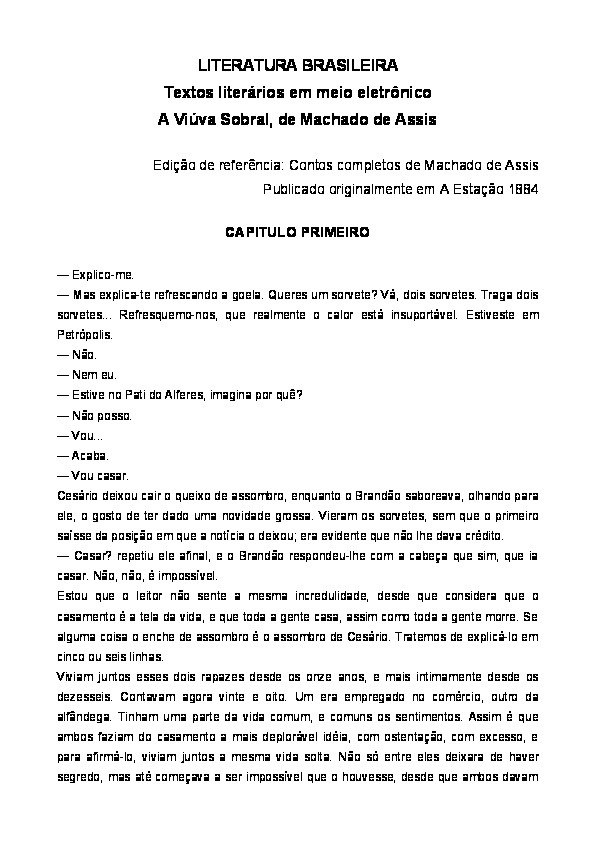 LITERATURA BRASILEIRA
Textos literários em meio eletrônico
A Viúva Sobral, de Machado de Assis
Edição de referência: Contos completos de Machado de Assis
Publicado originalmente em A Estação 1884
CAPITULO PRIMEIRO
— Explico-me.
— Mas explica-te refrescando a goela. Queres um sorvete? Vá, dois sorvetes. Traga dois
sorvetes... Refresquemo-nos, que realmente o calor está insuportável. Estiveste em
Petrópolis.
— Não.
— Nem eu.
— Estive no Pati do Alferes, imagina por quê?
— Não posso.
— Vou...
— Acaba.
— Vou casar.
Cesário deixou cair o queixo de assombro, enquanto o Brandão saboreava, olhando para
ele, o gosto de ter dado uma novidade grossa. Vieram os sorvetes, sem que o primeiro
saísse da posição em que a notícia o deixou; era evidente que não lhe dava crédito.
— Casar? repetiu ele afinal, e o Brandão respondeu-lhe com a cabeça que sim, que ia
casar. Não, não, é impossível.
Estou que o leitor não sente a mesma incredulidade, desde que considera que o
casamento é a tela da vida, e que toda a gente casa, assim como toda a gente morre. Se
alguma coisa o enche de assombro é o assombro de Cesário. Tratemos de explicá-lo em
cinco ou seis linhas.
Viviam juntos esses dois rapazes desde os onze anos, e mais intimamente desde os
dezesseis. Contavam agora vinte e oito. Um era empregado no comércio, outro da
alfândega. Tinham uma parte da vida comum, e comuns os sentimentos. Assim é que
ambos faziam do casamento a mais deplorável idéia, com ostentação, com excesso, e
para afirmá-lo, viviam juntos a mesma vida solta. Não só entre eles deixara de haver
segredo, mas até começava a ser impossível que o houvesse, desde que ambos davam